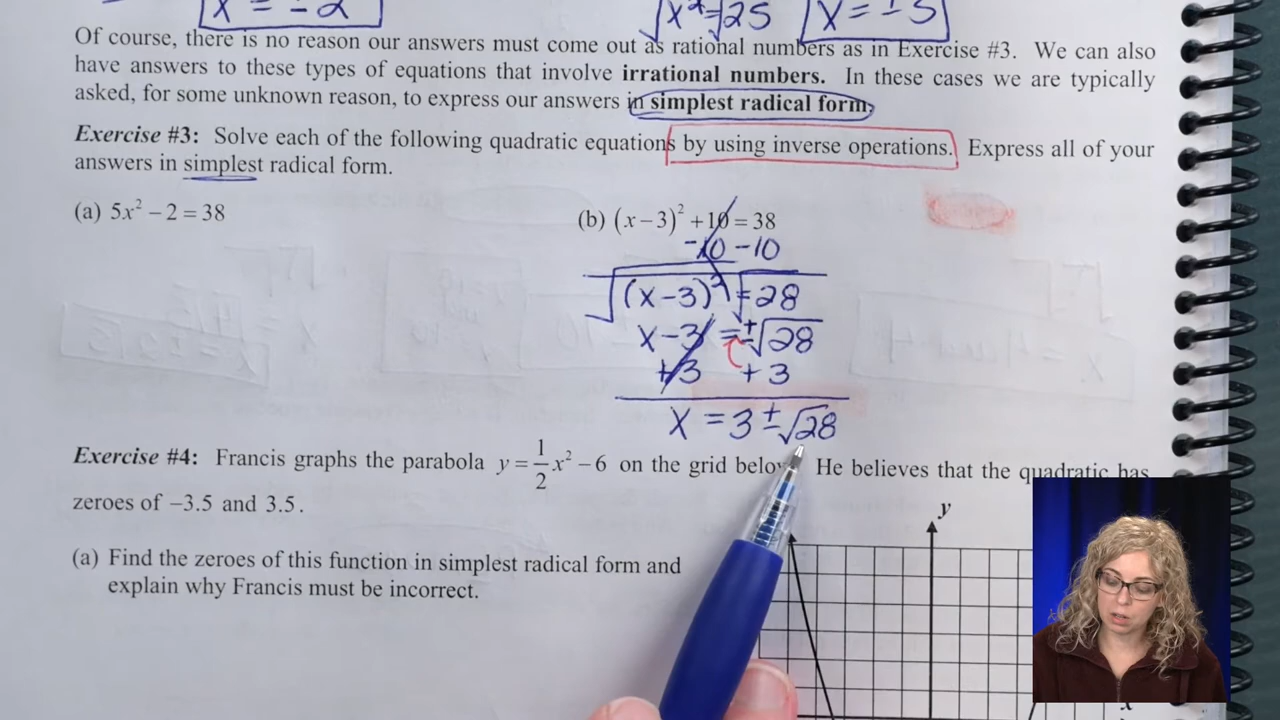 x = ±2
√x²=√25 x = ±5
Of course, there is no reason our answers must come out as rational numbers as in Exercise #3. We can also
have answers to these types of equations that involve irrational numbers. In these cases we are typically
asked, for some unknown reason, to express our answers in simplest radical form.
Exercise #3: Solve each of the following quadratic equations by using inverse operations. Express all of your
answers in simplest radical form.
(a) 5x² − 2 = 38
(b) (x − 3)² + 10 = 38
-10 -10
√(x-3)² = √28
x-3 = ±√28
+3 +3
x = 3 ± √28
Exercise #4: Francis graphs the parabola y = 1/2 x² − 6 on the grid below. He believes that the quadratic has
zeroes of −3.5 and 3.5.
y
(a) Find the zeroes of this function in simplest radical form and
explain why Francis must be incorrect.
x